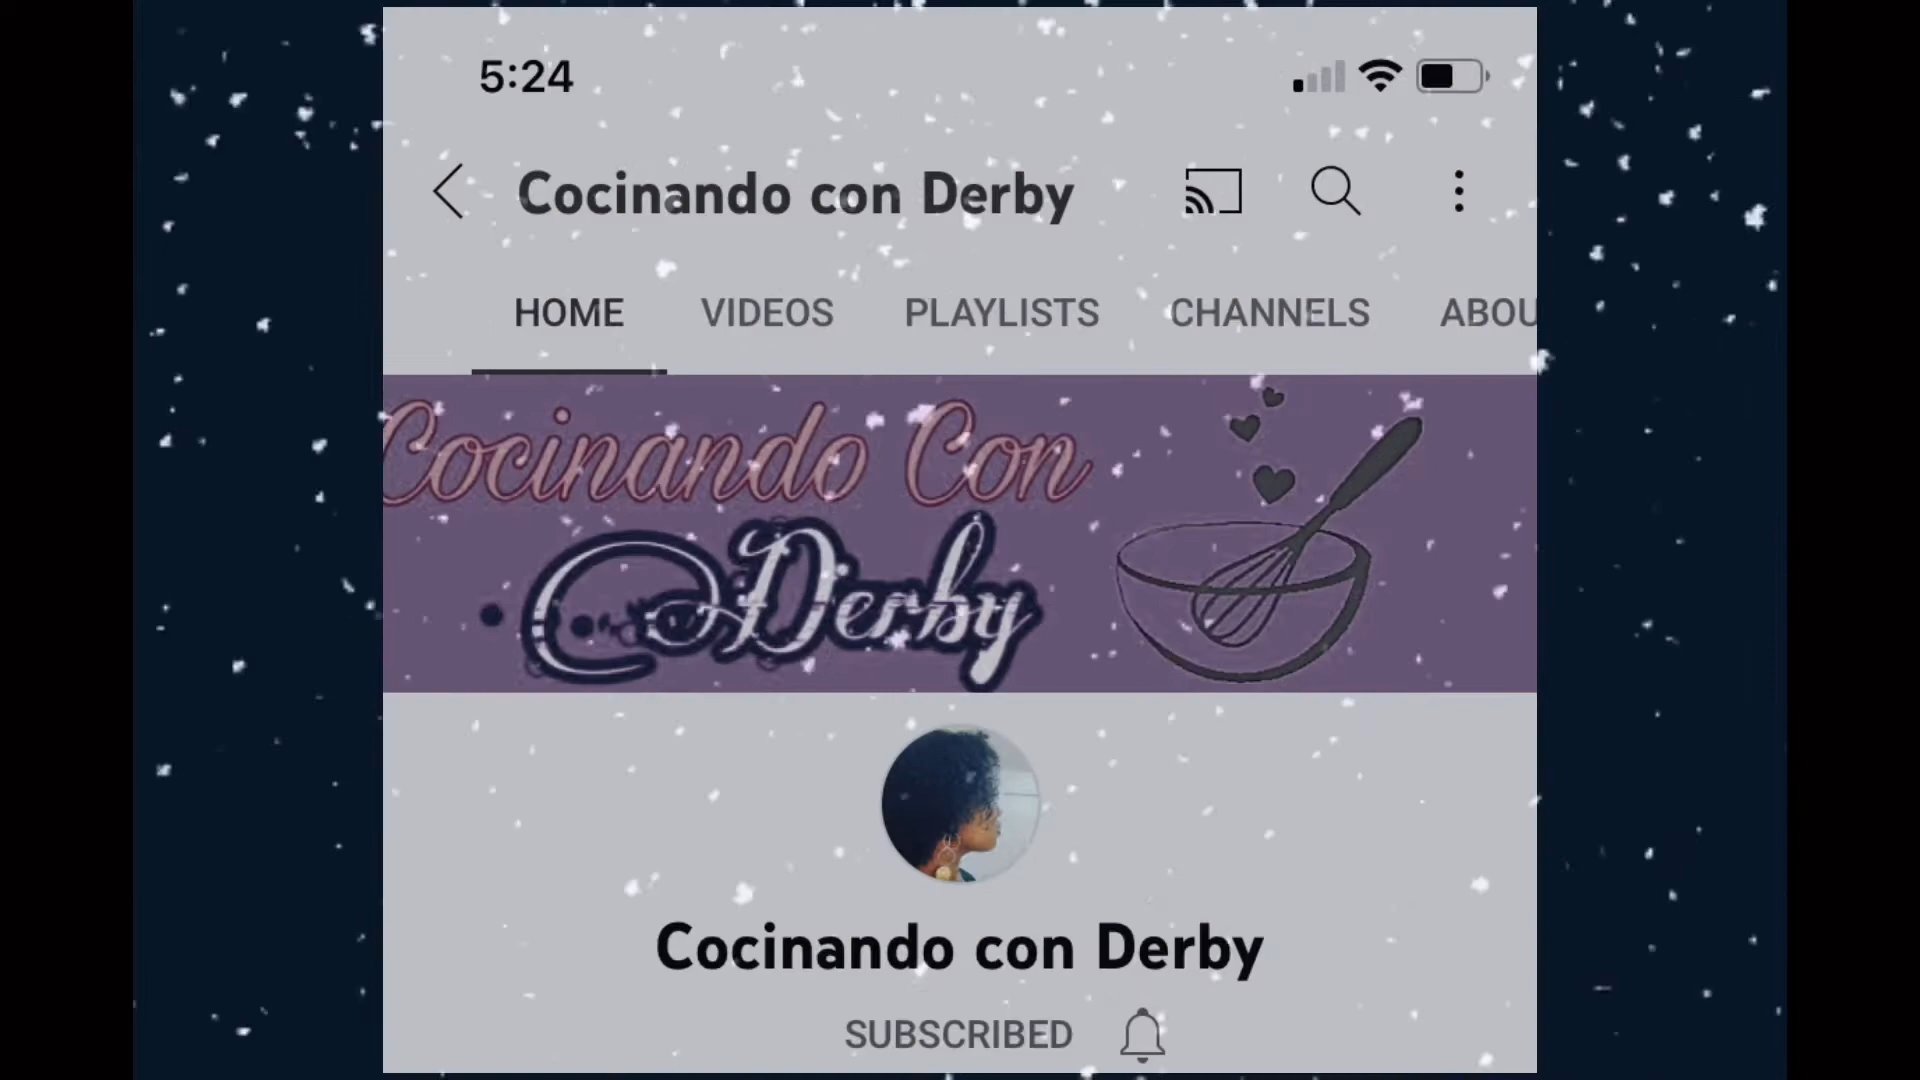 5:24
Cocinando con Derby
HOME VIDEOS PLAYLISTS CHANNELS ABOU
Cocinando Con
Derby
Cocinando con Derby
SUBSCRIBED